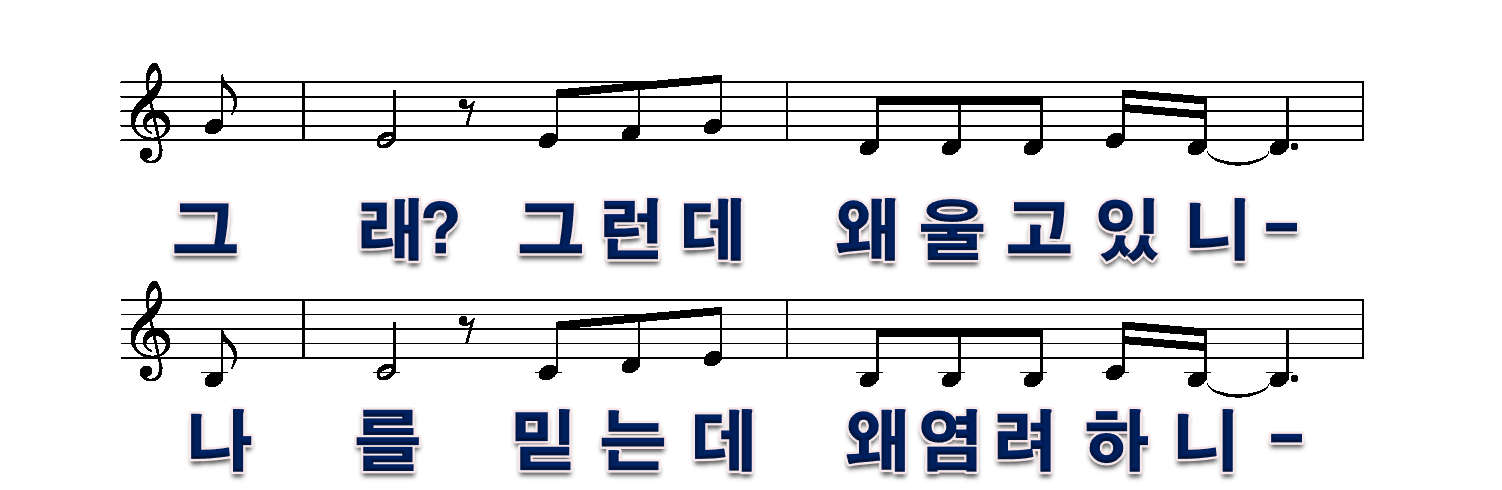 그 래? 그 런 데 왜 울 고 있 니 -
나 를 믿 는 데 왜 염 려 하 니 -